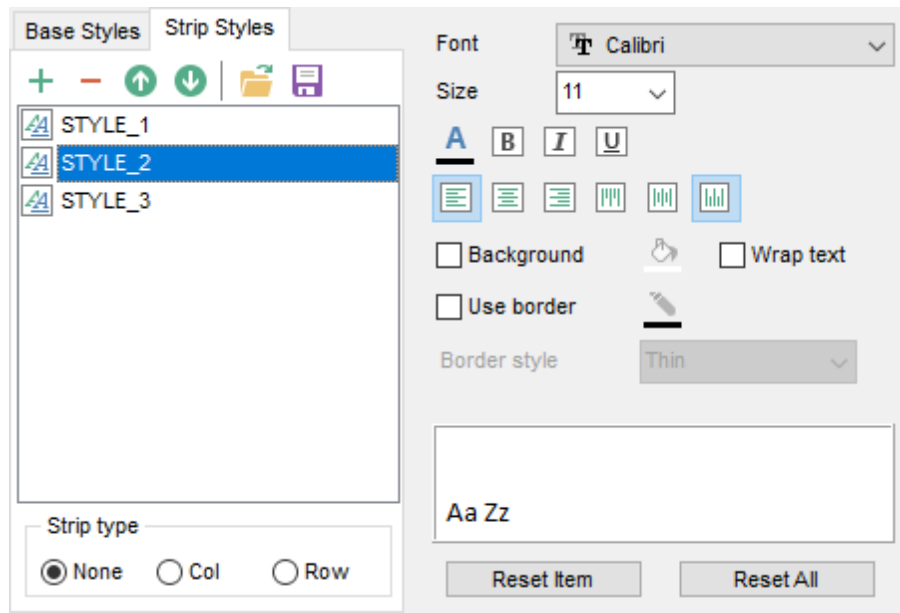 Base Styles
Strip Styles
STYLE_1
STYLE_2
STYLE_3
Strip type
None
Col
Row
Font
Calibri
Size
11
A
B
I
U
Background
Wrap text
Use border
Border style
Thin
Aa Zz
Reset Item
Reset All